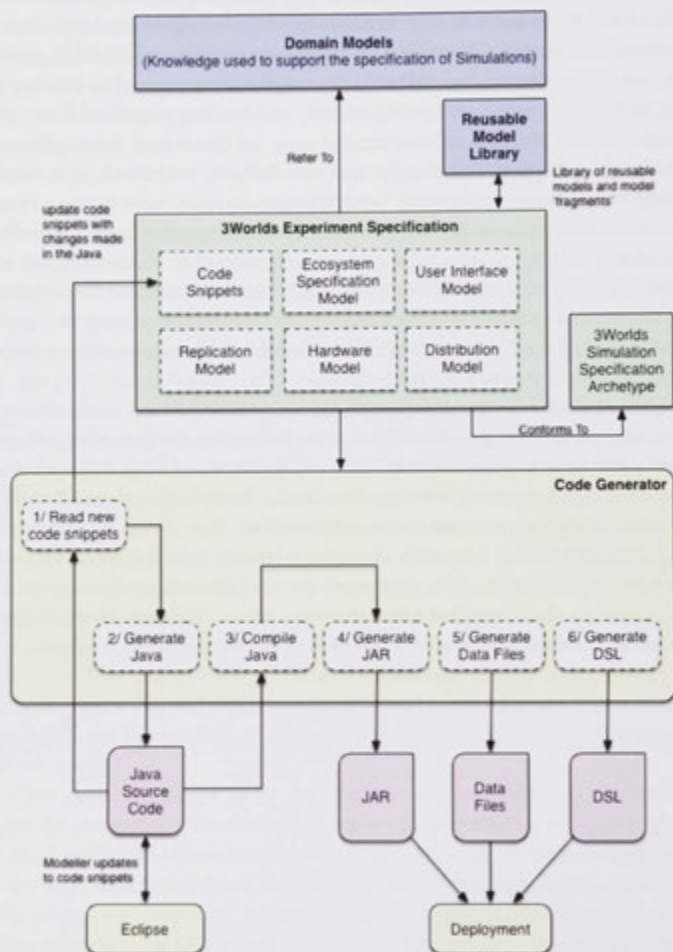 Domain Models
(Knowledge used to support the specification of Simulations)
Reusable
Model
Library
Refer To
Library of reusable
models and model
'fragments'
update code
snippets with
changes made
in the Java
3Worlds Experiment Specification
Code
Snippets
Ecosystem
Specification
Model
User Interface
Model
Replication
Model
Hardware
Model
Distribution
Model
3Worlds
Simulation
Specification
Archetype
Conforms To
Code Generator
1/ Read new
code snippets
2/ Generate
Java
3/ Compile
Java
4/ Generate
JAR
5/ Generate
Data Files
6/ Generate
DSL
Java
Source
Code
JAR
Data
Files
DSL
Modeller updates
to code snippets
Eclipse
Deployment